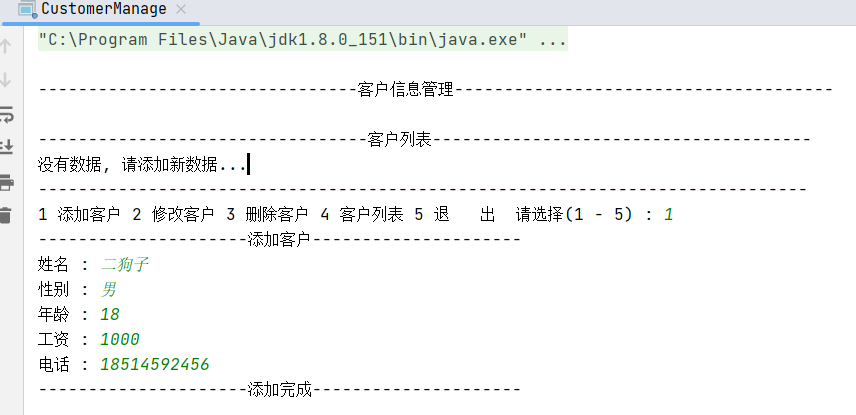 CustomerManage
"C:\Program Files\Java\jdk1.8.0_151\bin\java.exe" ...
---------------------------------客户信息管理---------------------------------------
----------------------------------客户列表---------------------------------------
没有数据, 请添加新数据...
--------------------------------------------------------------------------------
1 添加客户 2 修改客户 3 删除客户 4 客户列表 5 退   出  请选择(1 - 5) : 1
----------------------添加客户----------------------
姓名 : 二狗子
性别 : 男
年龄 : 18
工资 : 1000
电话 : 18514592456
----------------------添加完成----------------------